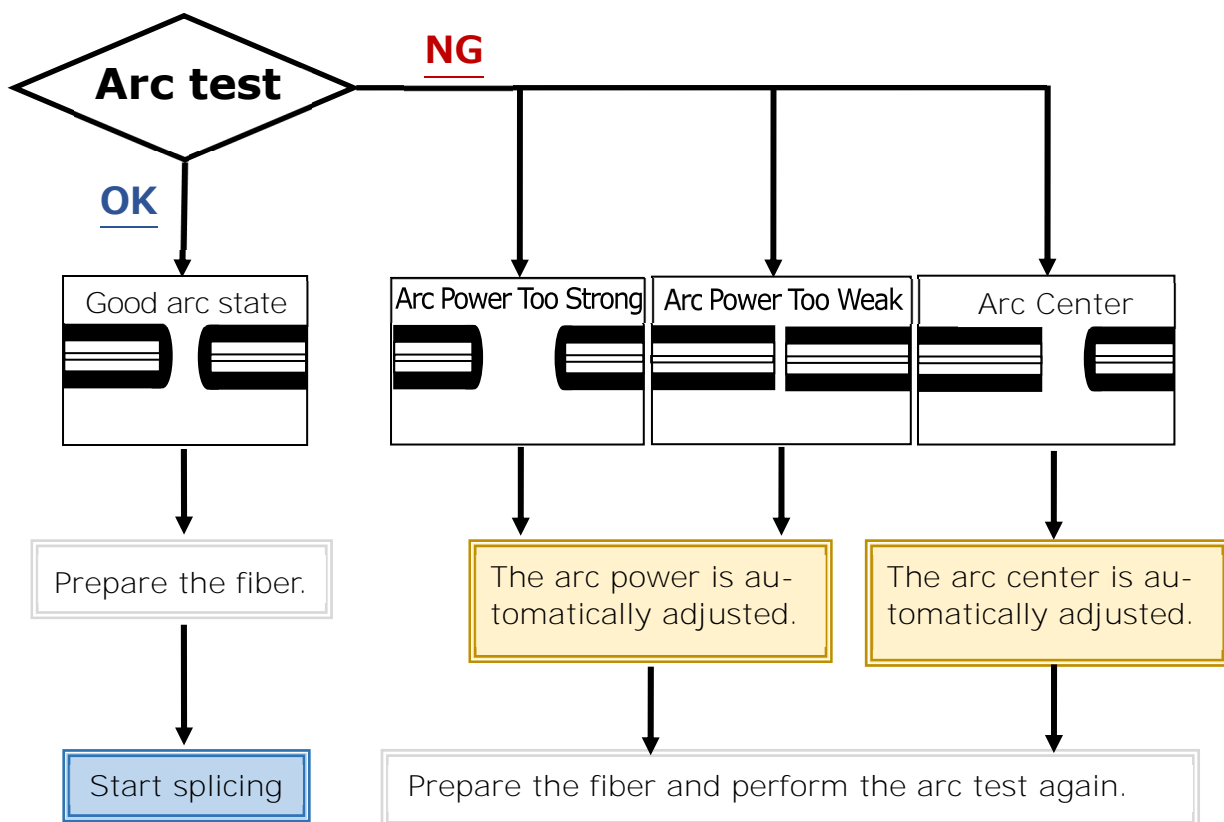 Arc test
NG
OK
Good arc state
Arc Power Too Strong
Arc Power Too Weak
Arc Center
Prepare the fiber.
The arc power is au-
tomatically adjusted.
The arc center is au-
tomatically adjusted.
Start splicing
Prepare the fiber and perform the arc test again.